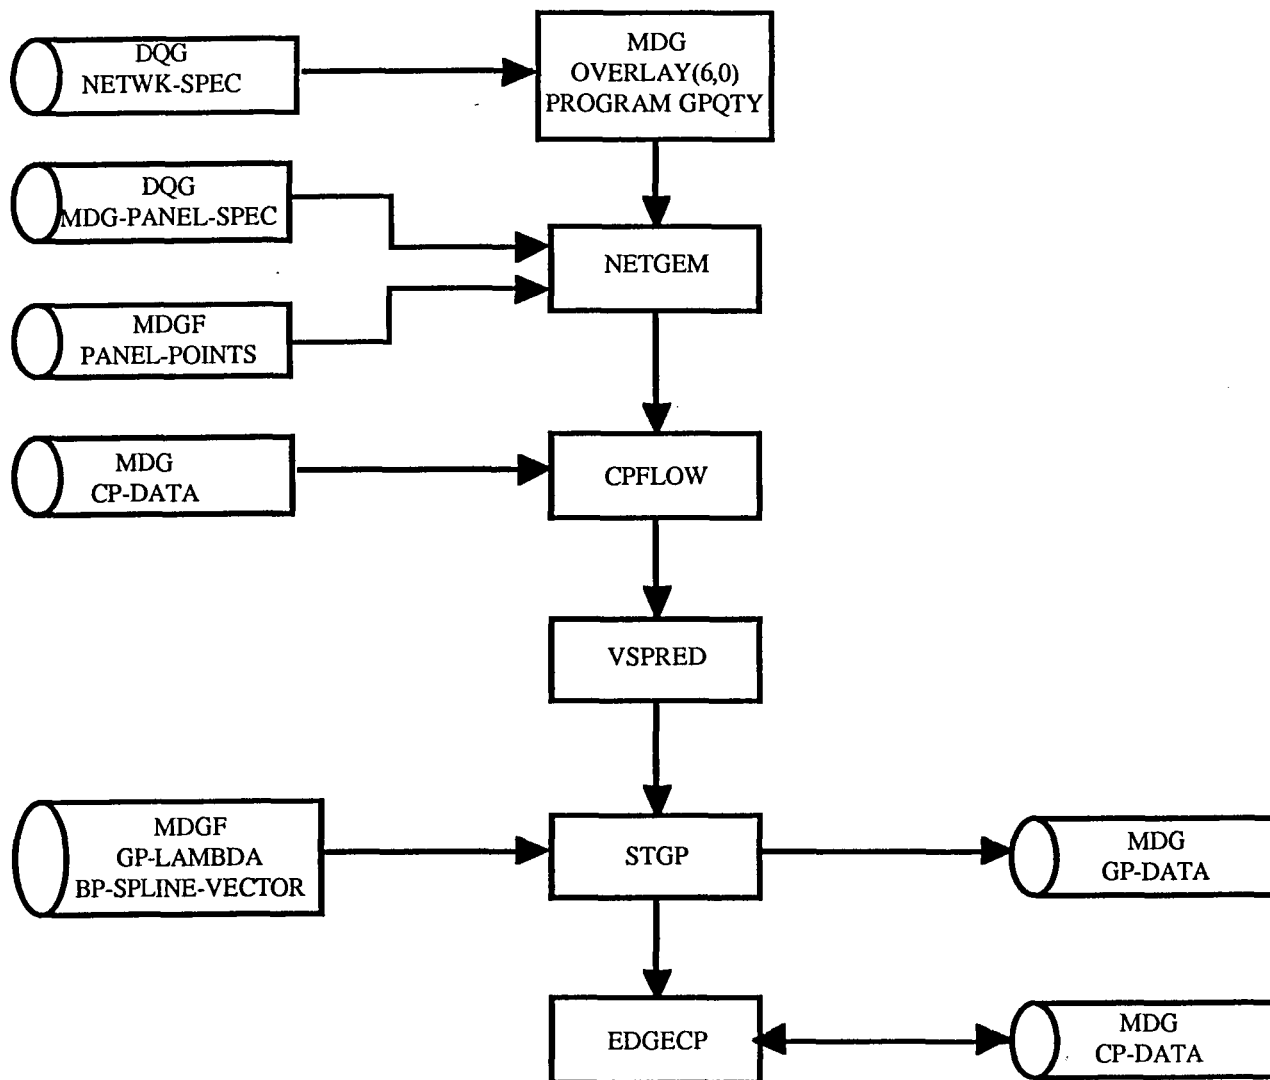 DQG
NETWK-SPEC
MDG
OVERLAY(6,0)
PROGRAM GPQTY
DQG
MDG-PANEL-SPEC
NETGEM
MDGF
PANEL-POINTS
MDG
CP-DATA
CPFLOW
VSPRED
MDGF
GP-LAMBDA
BP-SPLINE-VECTOR
STGP
MDG
GP-DATA
EDGECP
MDG
CP-DATA